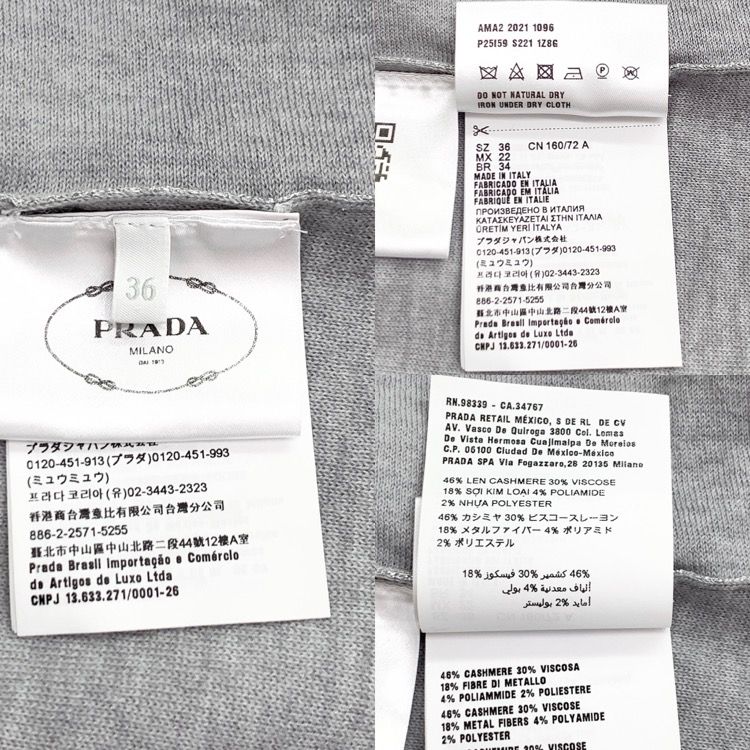 36
PRADA
MILANO
DAL 1913
プラダジャパン株式会社
0120-451-913(プラダ)0120-451-993
(ミュウミュウ)
프라다 코리아 (유) 02-3443-2323
香港商台灣意比有限公司台灣分公司
886-2-2571-5255
臺北市中山區中山北路二段44號12樓A室
Prada Brasil Importação e Comércio
de Artigos de Luxo Ltda
CNPJ 13.633.271/0001-26
AMA2 2021 1096
P25I59 S221 1Z8G
DO NOT NATURAL DRY
IRON UNDER DRY CLOTH
SZ 36 CN 160/72 A
MX 22
BR 34
MADE IN ITALY
FABRICADO EN ITALIA
FABRICADO EM ITÁLIA
FABRIQUÉ EN ITALIE
ПРОИЗВЕДЕНО В ИТАЛИЯ
ΚΑΤΑΣΚΕΥΑΖΕΤΑΙ ΣΤΗΝ ΙΤΑΛΙΑ
ÜRETİM YERİ İTALYA
プラダジャパン株式会社
0120-451-913(プラダ)0120-451-993
(ミュウミュウ)
프라다 코리아 (유) 02-3443-2323
香港商台灣意比有限公司台灣分公司
886-2-2571-5255
臺北市中山區中山北路二段44號12樓A室
Prada Brasil Importação e Comércio
de Artigos de Luxo Ltda
CNPJ 13.633.271/0001-26
RN.98339 - CA.34767
PRADA RETAIL MÉXICO, S DE RL DE CV
AV. Vasco De Quiroga 3800 Col. Lomas
De Vista Hermosa Cuajimalpa De Morelos
C.P. 05100 Ciudad De México-México
PRADA SPA Via Fogazzaro,28 20135 Milano
46% LEN CASHMERE 30% VISCOSE
18% SỢI KIM LOẠI 4% POLIAMIDE
2% NHỰA POLYESTER
46% カシミヤ 30% ビスコースレーヨン
18% メタルファイバー 4% ポリアミド
2% ポリエステル
46% كشمير 30% فيسكوز 18%
ألياف معدنية 4% بولي
أمايد 2% بوليستر
46% CASHMERE 30% VISCOSA
18% FIBRE DI METALLO
4% POLIAMMIDE 2% POLIESTERE
46% CASHMERE 30% VISCOSE
18% METAL FIBERS 4% POLYAMIDE
2% POLYESTER